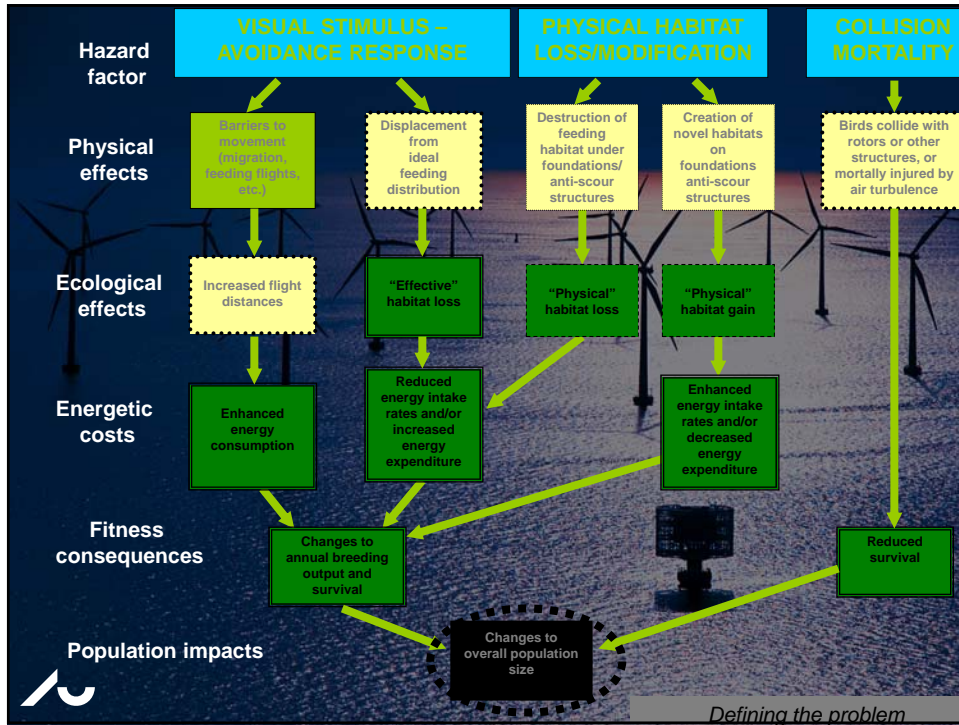 VISUAL STIMULUS –
AVOIDANCE RESPONSE
PHYSICAL HABITAT
LOSS/MODIFICATION
COLLISION
MORTALITY
Hazard
factor
Physical
effects
Barriers to
movement
(migration,
feeding flights,
etc.)
Displacement
from
ideal
feeding
distribution
Destruction of
feeding
habitat under
foundations/
anti-scour
structures
Creation of
novel habitats
on
foundations
anti-scour
structures
Birds collide with
rotors or other
structures, or
mortally injured by
air turbulence
Ecological
effects
Increased flight
distances
“Effective”
habitat loss
“Physical”
habitat loss
“Physical”
habitat gain
Energetic
costs
Enhanced
energy
consumption
Reduced
energy intake
rates and/or
increased
energy
expenditure
Enhanced
energy intake
rates and/or
decreased
energy
expenditure
Fitness
consequences
Changes to
annual breeding
output and
survival
Reduced
survival
Population impacts
Changes to
overall population
size
Defining the problem